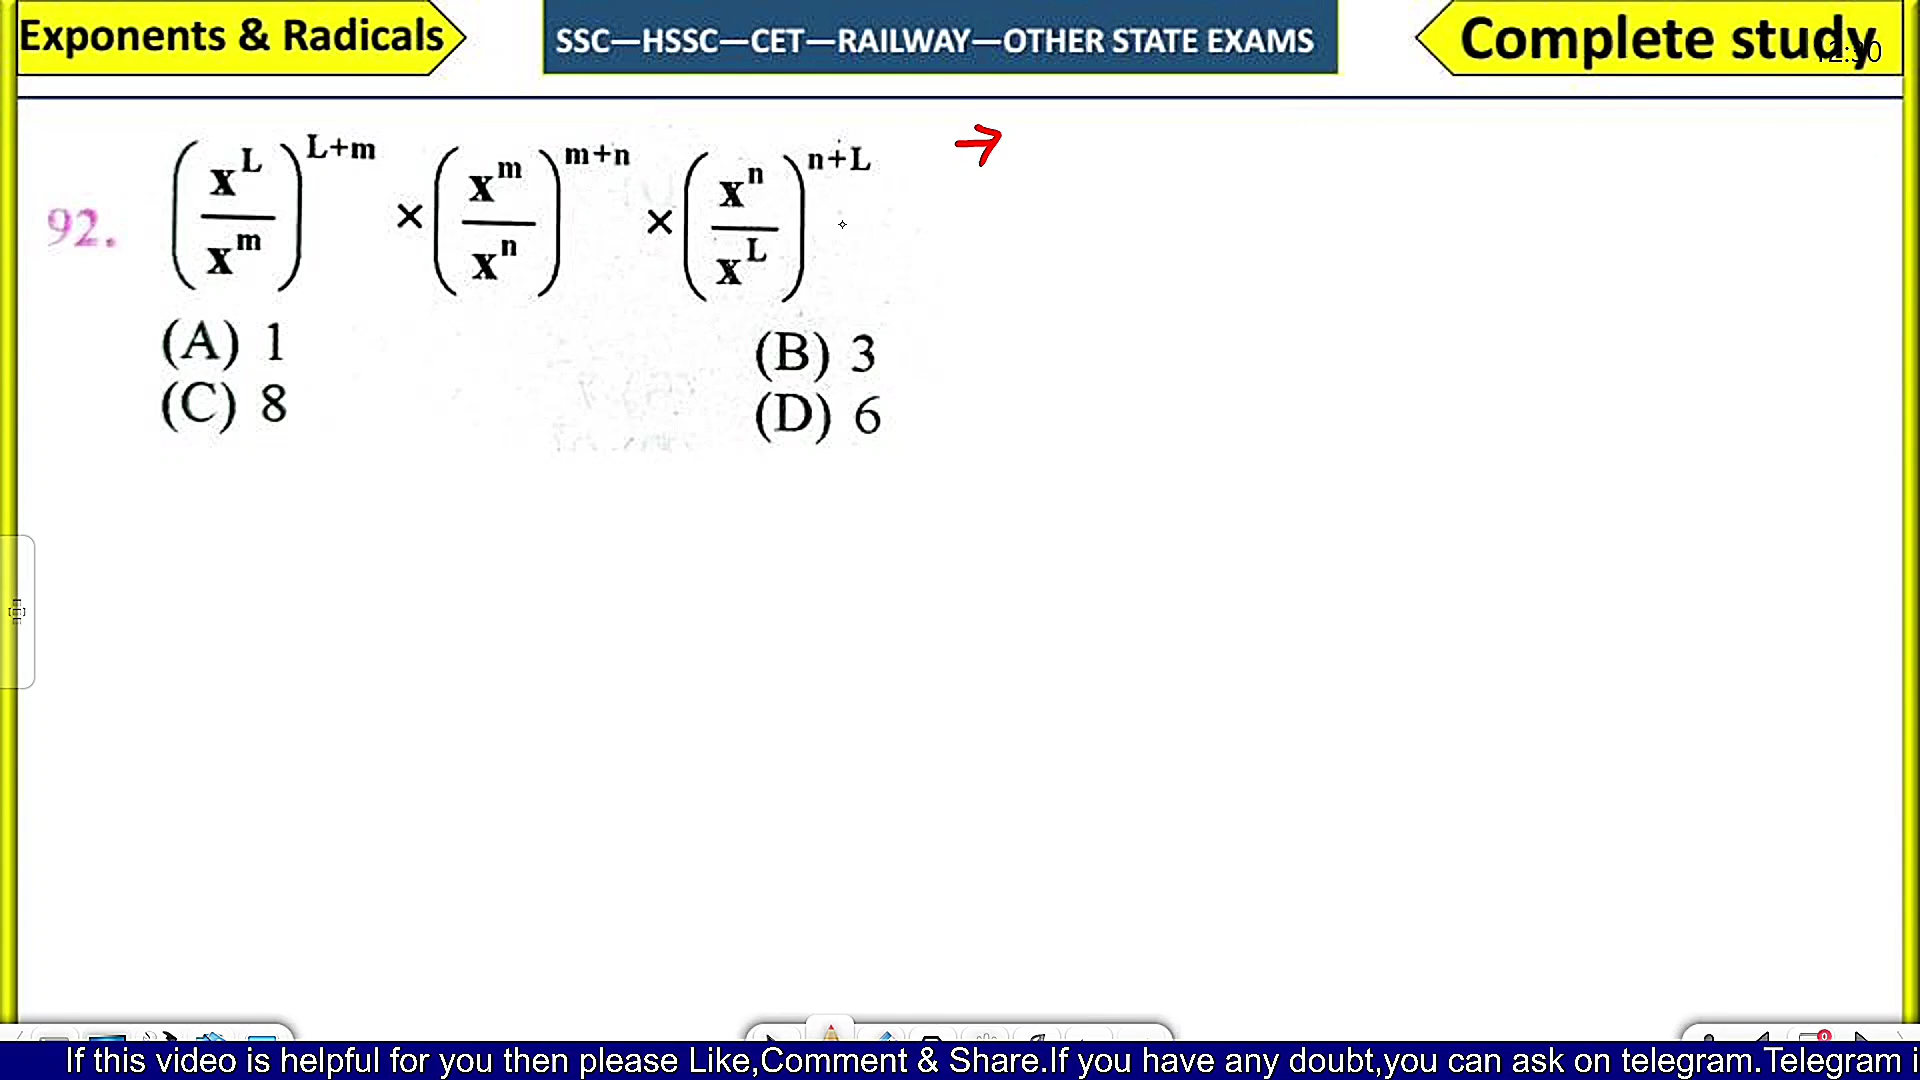 Exponents & Radicals
SSC—HSSC—CET—RAILWAY—OTHER STATE EXAMS
Complete study
12:30
92. (x^L/x^m)^L+m × (x^m/x^n)^m+n × (x^n/x^L)^n+L
(A) 1 (B) 3
(C) 8 (D) 6
If this video is helpful for you then please Like,Comment & Share.If you have any doubt,you can ask on telegram.Telegram i